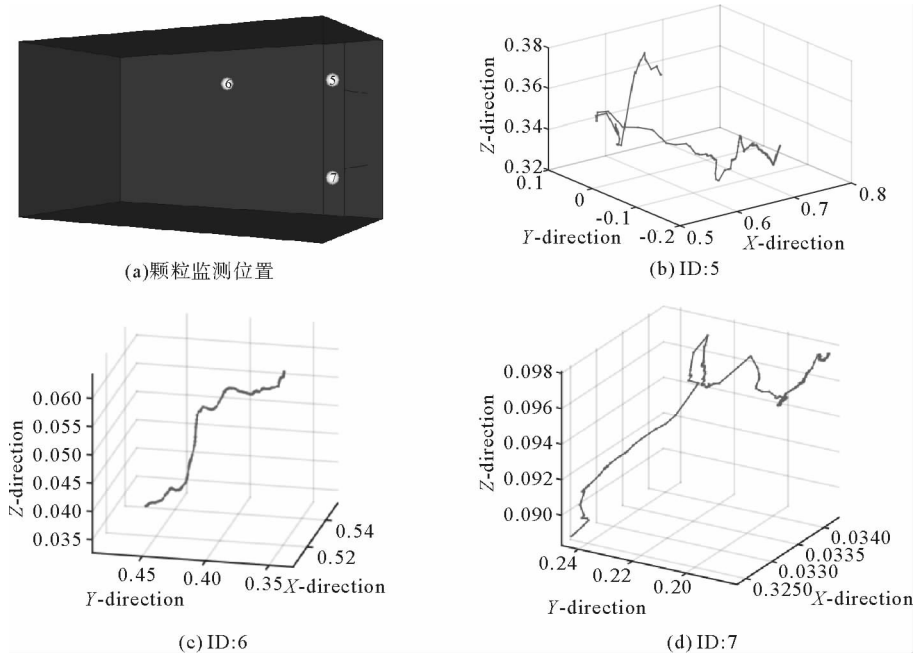 5
6
7
(a)颗粒监测位置
0.38
0.36
0.34
0.32
Z-direction
0.1
0
-0.1
-0.2
Y-direction
0.5
0.6
0.7
0.8
X-direction
(b) ID:5
0.060
0.055
0.050
0.045
0.040
0.035
Z-direction
0.45
0.40
0.35
Y-direction
0.54
0.52
X-direction
(c) ID:6
0.098
0.096
0.094
0.092
0.090
Z-direction
0.24
0.22
0.20
Y-direction
0.0340
0.0335
0.0330
0.3250
X-direction
(d) ID:7